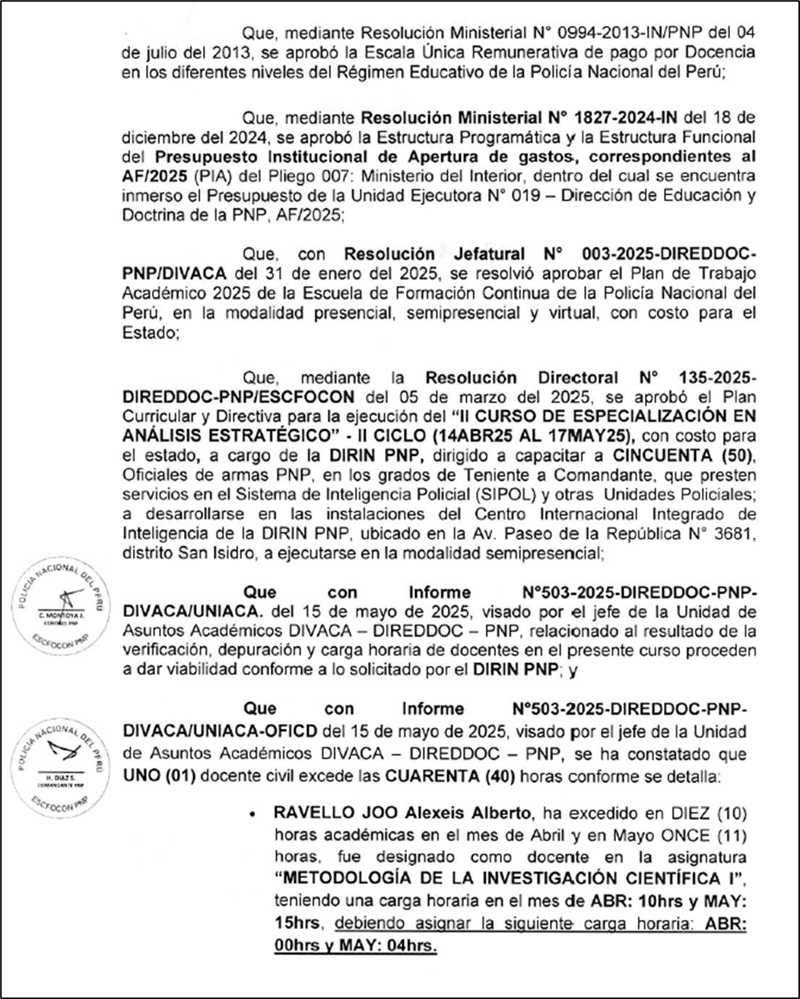 Que, mediante Resolución Ministerial N° 0994-2013-IN/PNP del 04
de julio del 2013, se aprobó la Escala Única Remunerativa de pago por Docencia
en los diferentes niveles del Régimen Educativo de la Policía Nacional del Perú;
Que, mediante Resolución Ministerial N° 1827-2024-IN del 18 de
diciembre del 2024, se aprobó la Estructura Programática y la Estructura Funcional
del Presupuesto Institucional de Apertura de gastos, correspondientes al
AF/2025 (PIA) del Pliego 007: Ministerio del Interior, dentro del cual se encuentra
inmerso el Presupuesto de la Unidad Ejecutora N° 019 – Dirección de Educación y
Doctrina de la PNP, AF/2025;
Que, con Resolución Jefatural N° 003-2025-DIREDDOC-
PNP/DIVACA del 31 de enero del 2025, se resolvió aprobar el Plan de Trabajo
Académico 2025 de la Escuela de Formación Continua de la Policía Nacional del
Perú, en la modalidad presencial, semipresencial y virtual, con costo para el
Estado;
Que, mediante la Resolución Directoral N° 135-2025-
DIREDDOC-PNP/ESCFOCON del 05 de marzo del 2025, se aprobó el Plan
Curricular y Directiva para la ejecución del “II CURSO DE ESPECIALIZACIÓN EN
ANÁLISIS ESTRATÉGICO” - II CICLO (14ABR25 AL 17MAY25), con costo para
el estado, a cargo de la DIRIN PNP, dirigido a capacitar a CINCUENTA (50),
Oficiales de armas PNP, en los grados de Teniente a Comandante, que presten
servicios en el Sistema de Inteligencia Policial (SIPOL) y otras Unidades Policiales;
a desarrollarse en las instalaciones del Centro Internacional Integrado de
Inteligencia de la DIRIN PNP, ubicado en la Av. Paseo de la República N° 3681,
distrito San Isidro, a ejecutarse en la modalidad semipresencial;
POLICIA NACIONAL DEL PERÚ
C. MONTOYA J.
CORONEL PNP
ESCFOCON PNP
Que con Informe N°503-2025-DIREDDOC-PNP-
DIVACA/UNIACA. del 15 de mayo de 2025, visado por el jefe de la Unidad de
Asuntos Académicos DIVACA – DIREDDOC – PNP, relacionado al resultado de la
verificación, depuración y carga horaria de docentes en el presente curso proceden
a dar viabilidad conforme a lo solicitado por el DIRIN PNP; y
POLICIA NACIONAL DEL PERÚ
H. DIAZ S.
COMANDANTE PNP
ESCFOCON PNP
Que con Informe N°503-2025-DIREDDOC-PNP-
DIVACA/UNIACA-OFICD del 15 de mayo de 2025, visado por el jefe de la Unidad
de Asuntos Académicos DIVACA – DIREDDOC – PNP, se ha constatado que
UNO (01) docente civil excede las CUARENTA (40) horas conforme se detalla:
• RAVELLO JOO Alexeis Alberto, ha excedido en DIEZ (10)
horas académicas en el mes de Abril y en Mayo ONCE (11)
horas, fue designado como docente en la asignatura
“METODOLOGÍA DE LA INVESTIGACIÓN CIENTÍFICA I”,
teniendo una carga horaria en el mes de ABR: 10hrs y MAY:
15hrs, debiendo asignar la siguiente carga horaria: ABR:
00hrs y MAY: 04hrs.